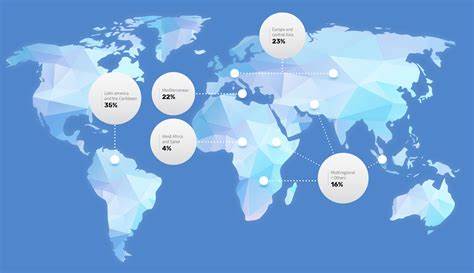 Europe and
Central Asia
23%
Latin america
and the Caribbean
36%
Mediterranean
22%
West Africa
and Sahel
4%
Multiregional
/ Others
16%